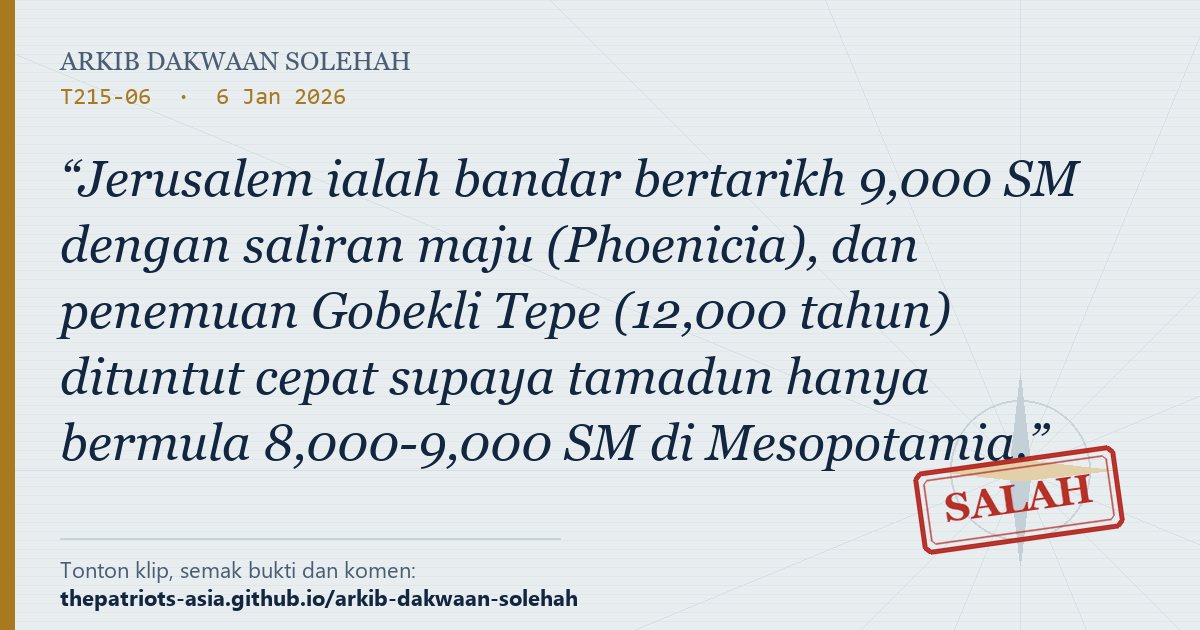 ARKIB DAKWAAN SOLEHAH
T215-06 · 6 Jan 2026
“Jerusalem ialah bandar bertarikh 9,000 SM
dengan saliran maju (Phoenicia), dan
penemuan Gobekli Tepe (12,000 tahun)
dituntut cepat supaya tamadun hanya
bermula 8,000-9,000 SM di Mesopotamia.”
SALAH
Tonton klip, semak bukti dan komen:
thepatriots-asia.github.io/arkib-dakwaan-solehah